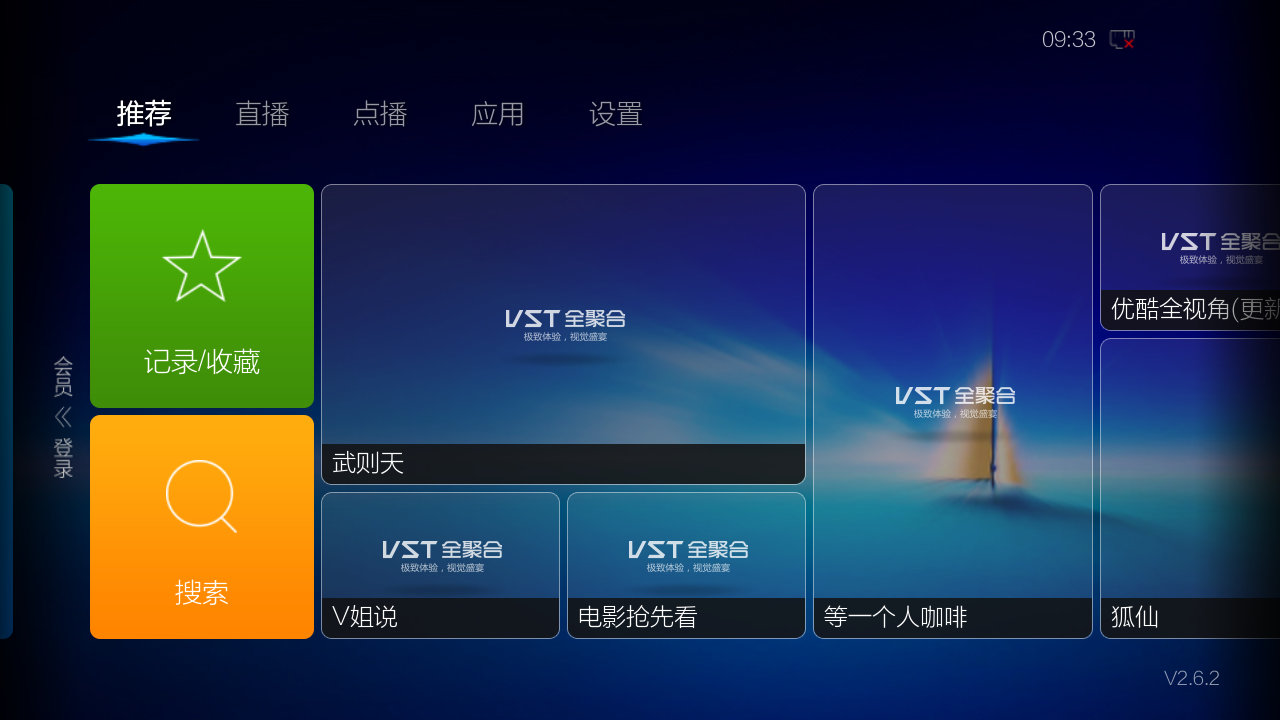 09:33
推荐
直播
点播
应用
设置
会员
登录
记录/收藏
搜索
VST 全聚合
极致体验，视觉盛宴
武则天
VST 全聚合
极致体验，视觉盛宴
V姐说
VST 全聚合
极致体验，视觉盛宴
电影抢先看
VST 全聚合
极致体验，视觉盛宴
等一个人咖啡
VST 全聚合
极致体验，视觉盛宴
优酷全视角(更新
狐仙
V2.6.2